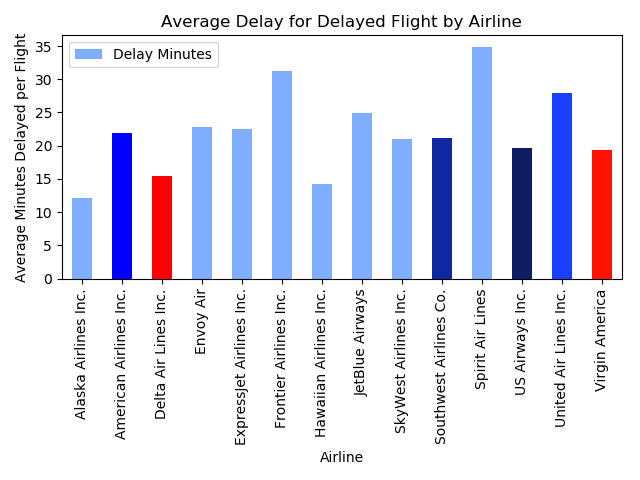 Average Delay for Delayed Flight by Airline
Average Minutes Delayed per Flight
35
30
25
20
15
10
5
0
Delay Minutes
Alaska Airlines Inc.
American Airlines Inc.
Delta Air Lines Inc.
Envoy Air
ExpressJet Airlines Inc.
Frontier Airlines Inc.
Hawaiian Airlines Inc.
JetBlue Airways
SkyWest Airlines Inc.
Southwest Airlines Co.
Spirit Air Lines
US Airways Inc.
United Air Lines Inc.
Virgin America
Airline